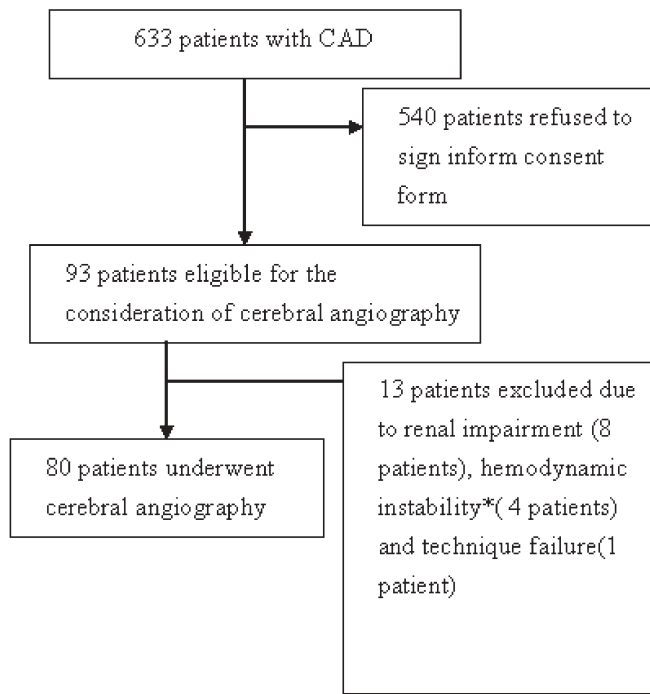 633 patients with CAD
540 patients refused to
sign inform consent
form
93 patients eligible for the
consideration of cerebral angiography
13 patients excluded due
to renal impairment (8
patients), hemodynamic
instability*( 4 patients)
and technique failure(1
patient)
80 patients underwent
cerebral angiography